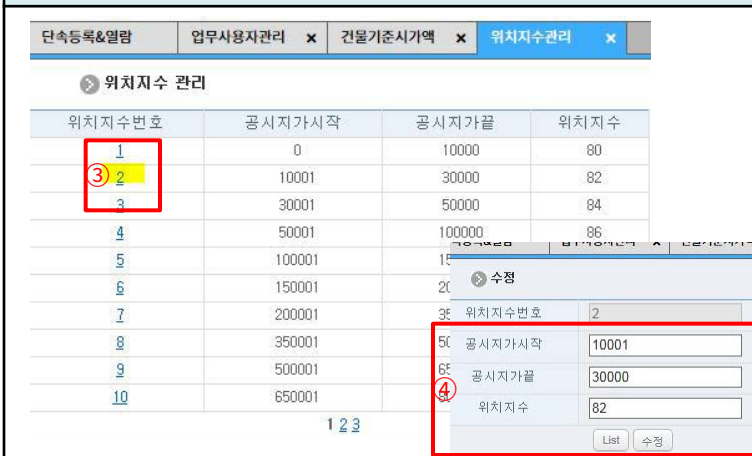 단속등록&열람 업무사용자관리 x 건물기준시가액 x 위치지수관리 x
위치지수 관리
위치지수번호 공시지가시작 공시지가끝 위치지수
1 0 10000 80
③ 2 10001 30000 82
3 30001 50000 84
4 50001 100000 86
5 100001
6 150001
7 200001
8 350001
9 500001
10 650001
1 2 3
수정
위치지수번호 2
공시지가시작 10001
④ 공시지가끝 30000
위치지수 82
List 수정